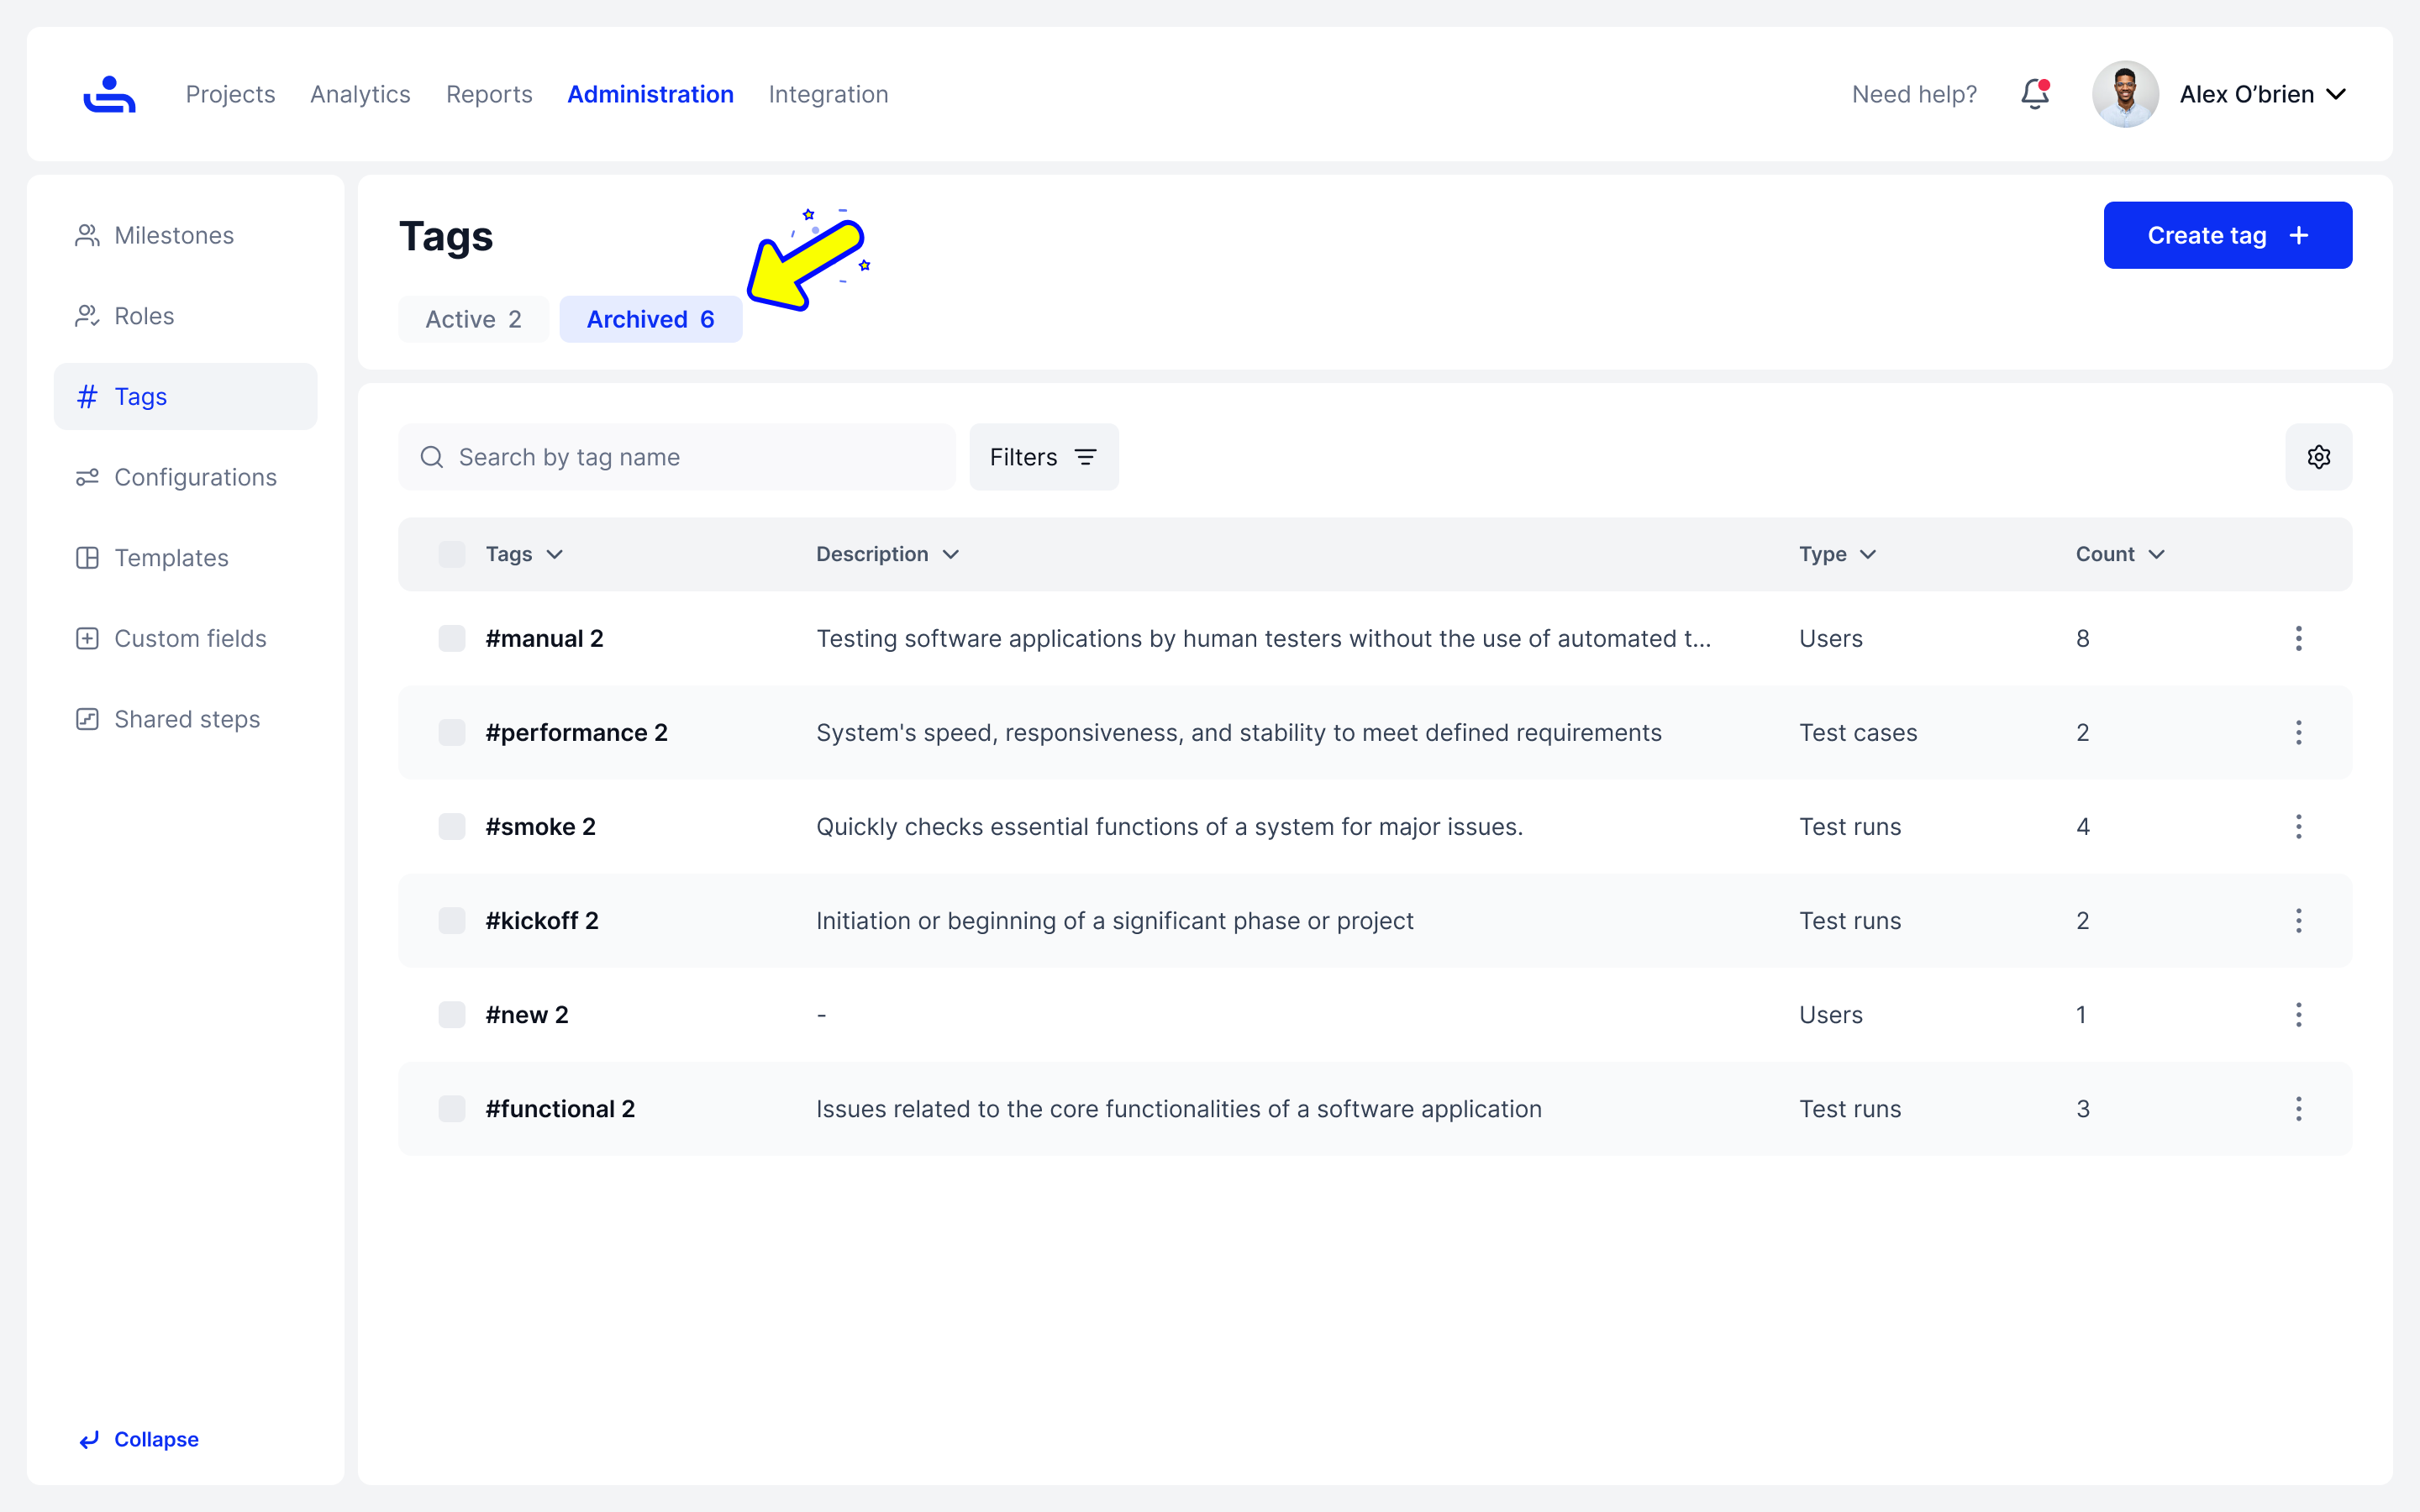 Projects Analytics Reports Administration Integration Need help? Alex O’brien
Milestones
Roles
Tags
Configurations
Templates
Custom fields
Shared steps
Collapse
Tags
Create tag
Active 2 Archived 6
Search by tag name Filters
Tags Description Type Count
#manual 2 Testing software applications by human testers without the use of automated t... Users 8
#performance 2 System's speed, responsiveness, and stability to meet defined requirements Test cases 2
#smoke 2 Quickly checks essential functions of a system for major issues. Test runs 4
#kickoff 2 Initiation or beginning of a significant phase or project Test runs 2
#new 2 - Users 1
#functional 2 Issues related to the core functionalities of a software application Test runs 3